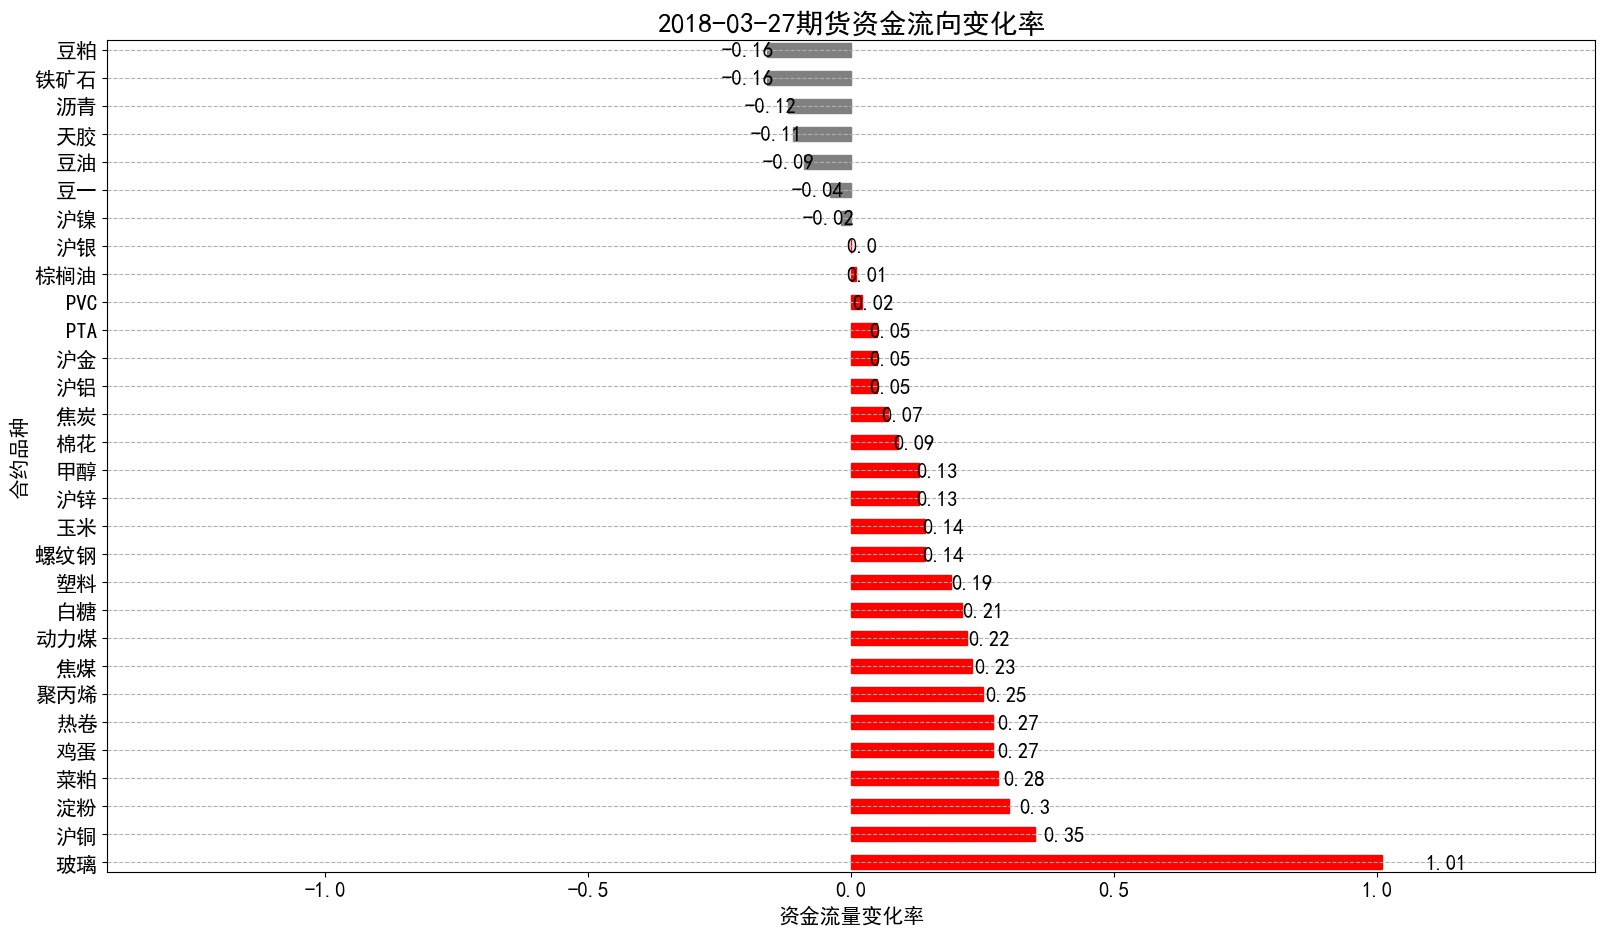 2018-03-27期货资金流向变化率
豆粕 -0.16
铁矿石 -0.16
沥青 -0.12
天胶 -0.11
豆油 -0.09
豆一 -0.04
沪镍 -0.02
沪银 0.0
棕榈油 0.01
PVC 0.02
PTA 0.05
沪金 0.05
沪铝 0.05
焦炭 0.07
棉花 0.09
甲醇 0.13
沪锌 0.13
玉米 0.14
螺纹钢 0.14
塑料 0.19
白糖 0.21
动力煤 0.22
焦煤 0.23
聚丙烯 0.25
热卷 0.27
鸡蛋 0.27
菜粕 0.28
淀粉 0.3
沪铜 0.35
玻璃 1.01
合约品种
-1.0 -0.5 0.0 0.5 1.0
资金流量变化率